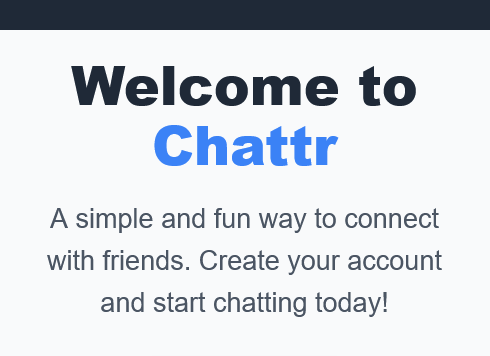 Welcome to
Chattr
A simple and fun way to connect
with friends. Create your account
and start chatting today!